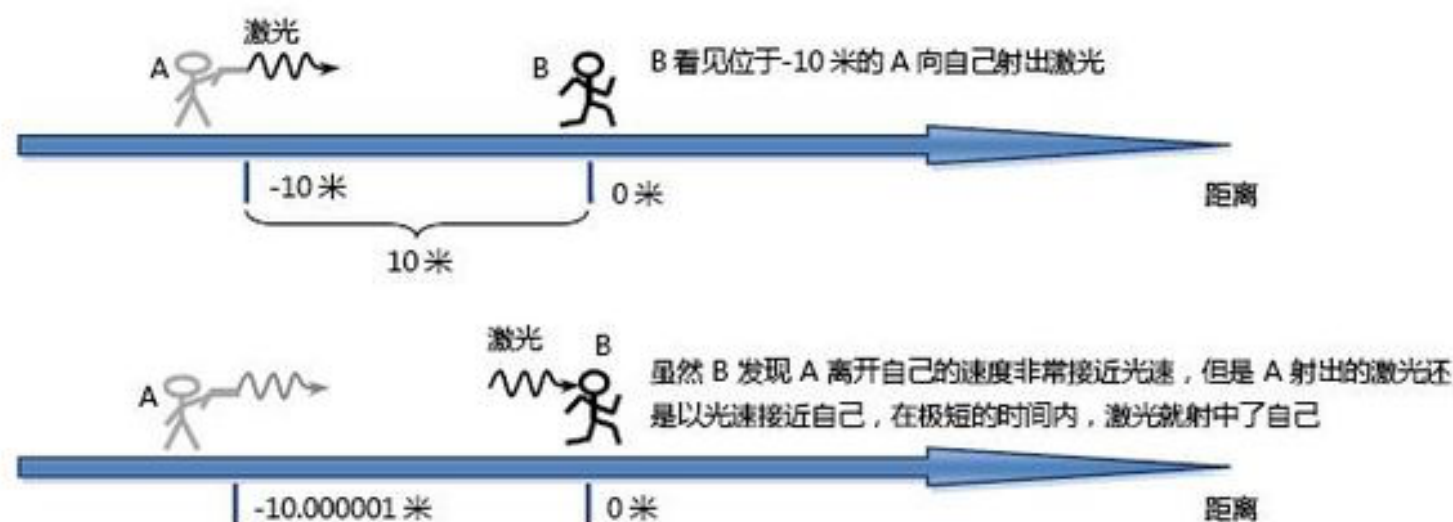 激光
A
B
B 看见位于-10 米的 A 向自己射出激光
-10 米
0 米
距离
10 米
激光
B
A
虽然 B 发现 A 离开自己的速度非常接近光速，但是 A 射出的激光还
是以光速接近自己，在极短的时间内，激光就射中了自己
-10.000001 米
0 米
距离